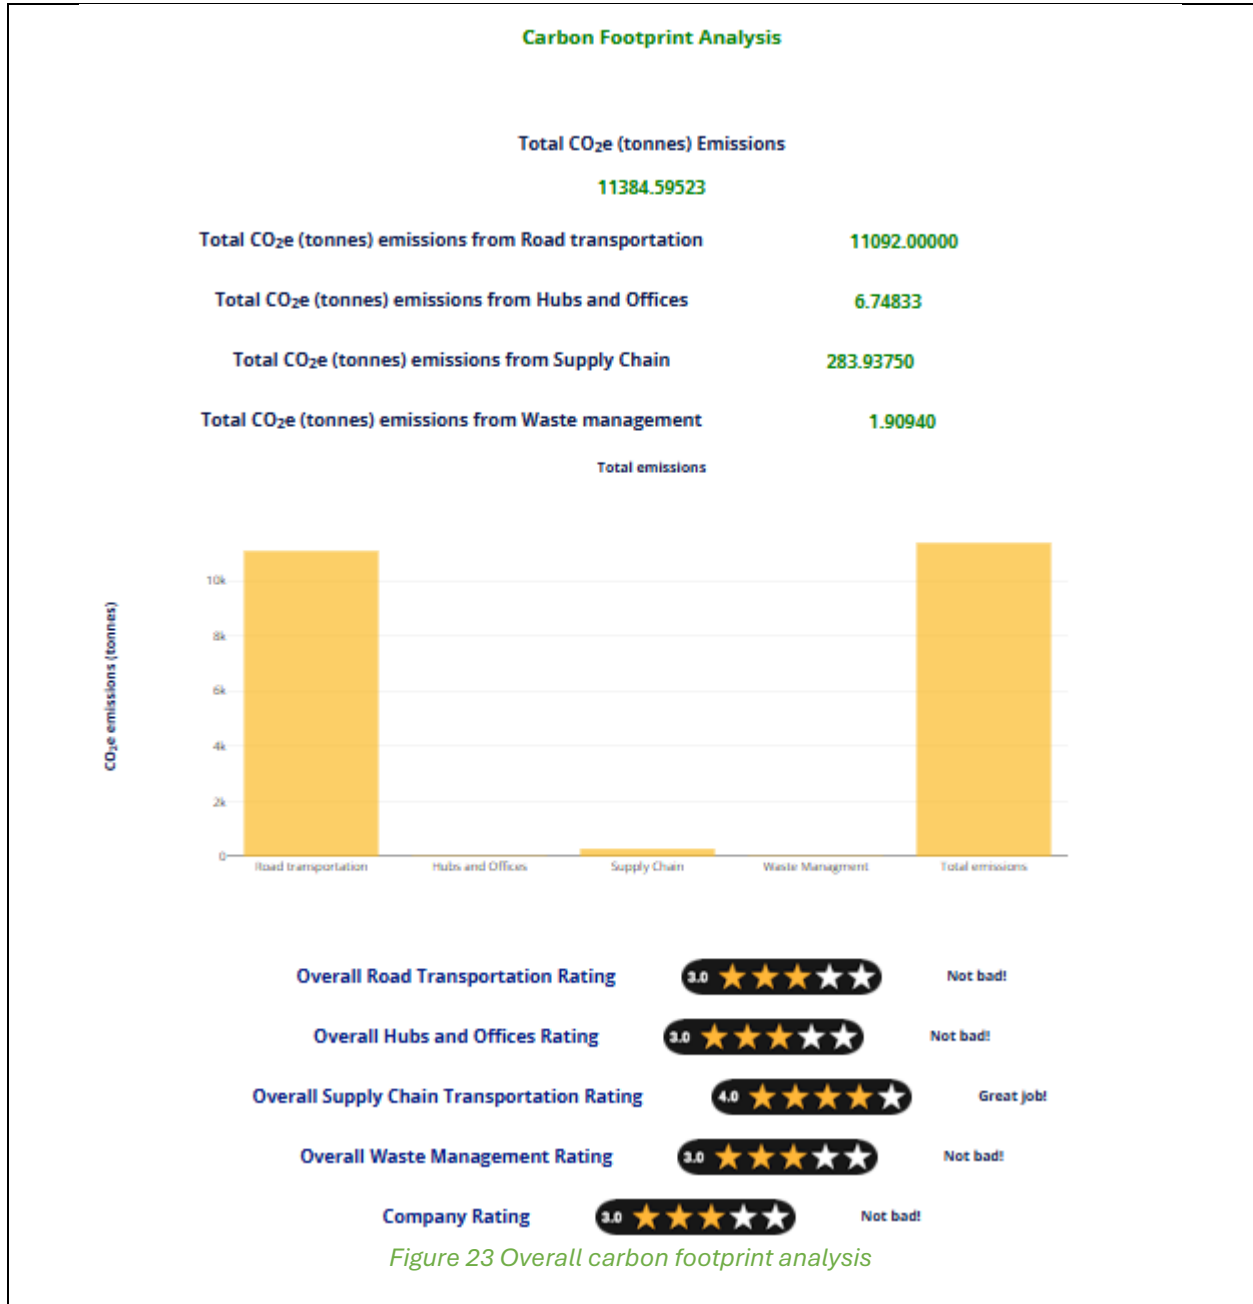 Carbon Footprint Analysis
Total CO₂e (tonnes) Emissions
11384.59523
Total CO₂e (tonnes) emissions from Road transportation 11092.00000
Total CO₂e (tonnes) emissions from Hubs and Offices 6.74833
Total CO₂e (tonnes) emissions from Supply Chain 283.93750
Total CO₂e (tonnes) emissions from Waste management 1.90940
Total emissions
CO₂e emissions (tonnes)
10k
8k
6k
4k
2k
0
Road transportation Hubs and Offices Supply Chain Waste Managment Total emissions
Overall Road Transportation Rating 3.0 Not bad!
Overall Hubs and Offices Rating 3.0 Not bad!
Overall Supply Chain Transportation Rating 4.0 Great job!
Overall Waste Management Rating 3.0 Not bad!
Company Rating 3.0 Not bad!
Figure 23 Overall carbon footprint analysis